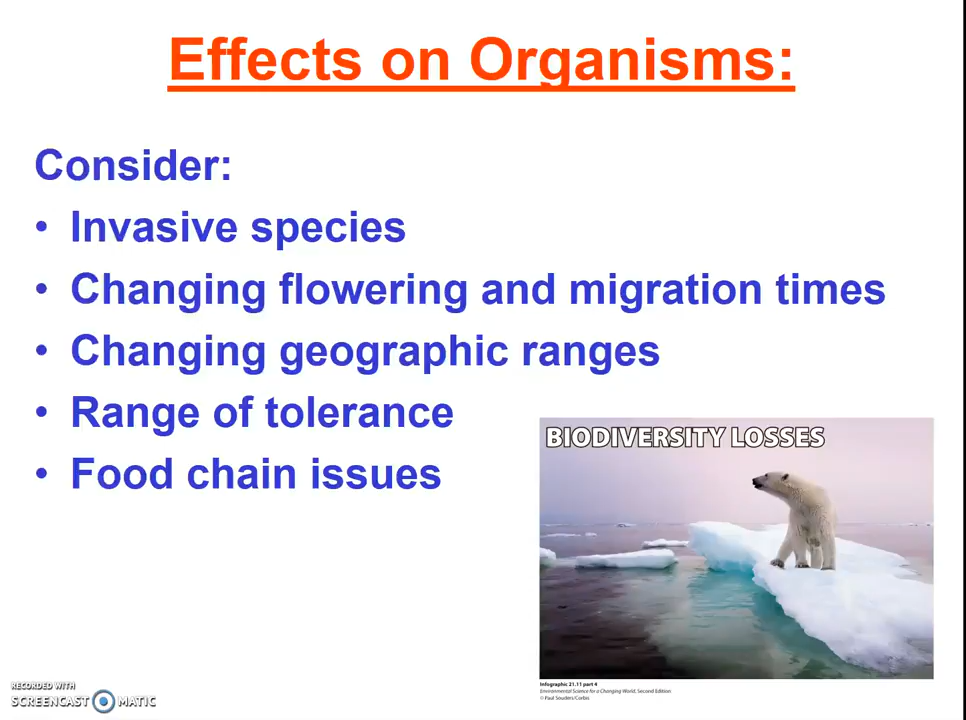 Effects on Organisms:
Consider:
• Invasive species
• Changing flowering and migration times
• Changing geographic ranges
• Range of tolerance
• Food chain issues
BIODIVERSITY LOSSES
Infographic 21.11 part 4
Environmental Science for a Changing World, Second Edition
© Paul Souders/Corbis
RECORDED WITH
SCREENCAST MATIC